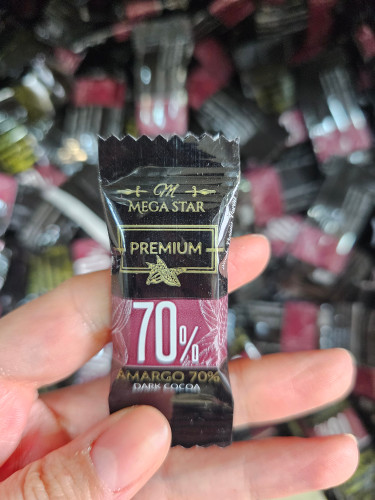 M
MEGA STAR
PREMIUM
70%
AMARGO 70%
DARK COCOA